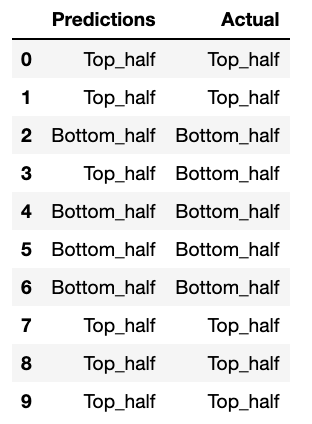 Predictions Actual
0 Top_half Top_half
1 Top_half Top_half
2 Bottom_half Bottom_half
3 Top_half Bottom_half
4 Bottom_half Bottom_half
5 Bottom_half Bottom_half
6 Bottom_half Bottom_half
7 Top_half Top_half
8 Top_half Top_half
9 Top_half Top_half